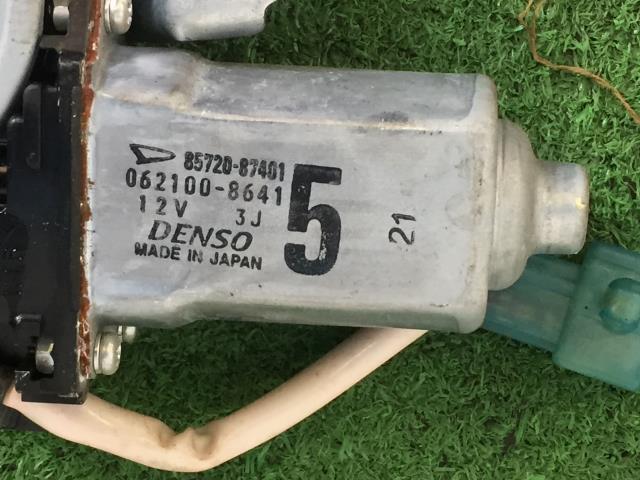 85720-87401
062100-8641
12V 3J
DENSO
MADE IN JAPAN
5
21